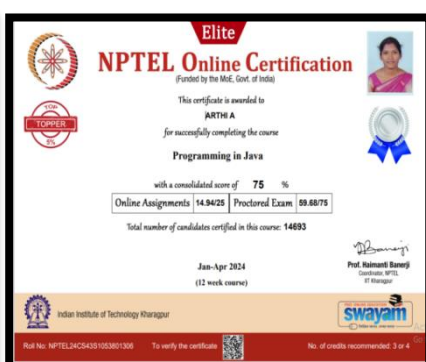 Elite
NPTEL Online Certification
(Funded by the MoE, Govt. of India)
This certificate is awarded to
ARTHI A
for successfully completing the course
Programming in Java
with a consolidated score of 75 %
Online Assignments 14.94/25 Proctored Exam 59.68/75
Total number of candidates certified in this course: 14693
TOP
TOPPER
5%
Jan-Apr 2024
(12 week course)
Prof. Haimanti Banerji
Coordinator, NPTEL
IIT Kharagpur
Indian Institute of Technology Kharagpur
swayam
Roll No: NPTEL24CS43S1053801306 To verify the certificate No. of credits recommended: 3 or 4